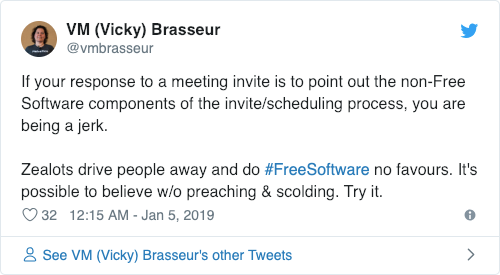 VM (Vicky) Brasseur
@vmbrasseur
If your response to a meeting invite is to point out the non-Free
Software components of the invite/scheduling process, you are
being a jerk.
Zealots drive people away and do #FreeSoftware no favours. It's
possible to believe w/o preaching & scolding. Try it.
32 12:15 AM - Jan 5, 2019
See VM (Vicky) Brasseur's other Tweets